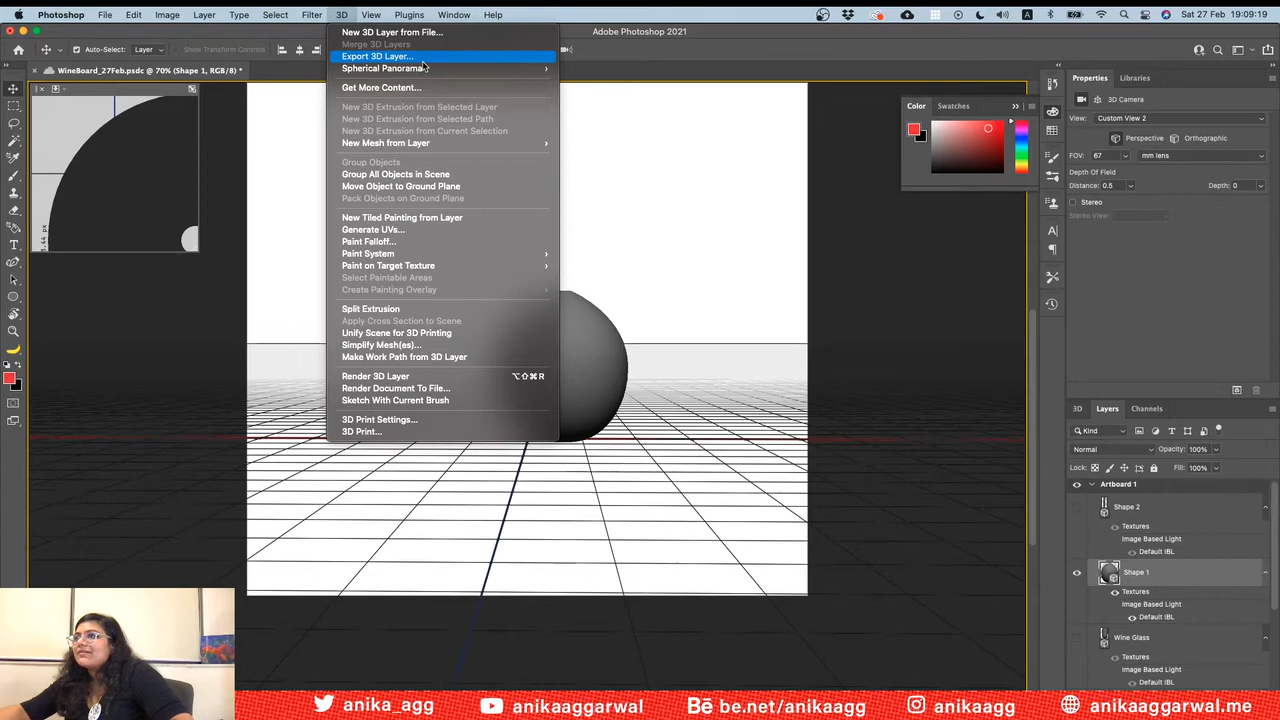 Photoshop File Edit Image Layer Type Select Filter 3D View Plugins Window Help
Sat 27 Feb 16:09:19
Adobe Photoshop 2021
Auto-Select: Layer Show Transform Controls
WineBoard_27Feb.psdc @ 70% (Shape 1, RGB/8) *
New 3D Layer from File...
Merge 3D Layers
Export 3D Layer...
Spherical Panorama
Get More Content...
New 3D Extrusion from Selected Layer
New 3D Extrusion from Selected Path
New 3D Extrusion from Current Selection
New Mesh from Layer
Group Objects
Group All Objects in Scene
Move Object to Ground Plane
Pack Objects on Ground Plane
New Tiled Painting from Layer
Generate UVs...
Paint Falloff...
Paint System
Paint on Target Texture
Select Paintable Areas
Create Painting Overlay
Split Extrusion
Apply Cross Section to Scene
Unify Scene for 3D Printing
Simplify Mesh(es)...
Make Work Path from 3D Layer
Render 3D Layer ⌥⇧⌘R
Render Document To File...
Sketch With Current Brush
3D Print Settings...
3D Print...
Color Swatches
Properties Libraries
3D Camera
View: Custom View 2
Perspective Orthographic
FOV: 67 mm lens
Depth Of Field
Distance: 0.5 Depth: 0
Stereo
Stereo View:
3D Layers Channels
Kind
Normal Opacity: 100%
Lock: Fill: 100%
Artboard 1
Shape 2
Textures
Image Based Light
Default IBL
Shape 1
Textures
Image Based Light
Default IBL
Wine Glass
Textures
Image Based Light
Default IBL
anika_agg anikaaggarwal be.net/anikaagg anikaaggarwal anikaaggarwal.me